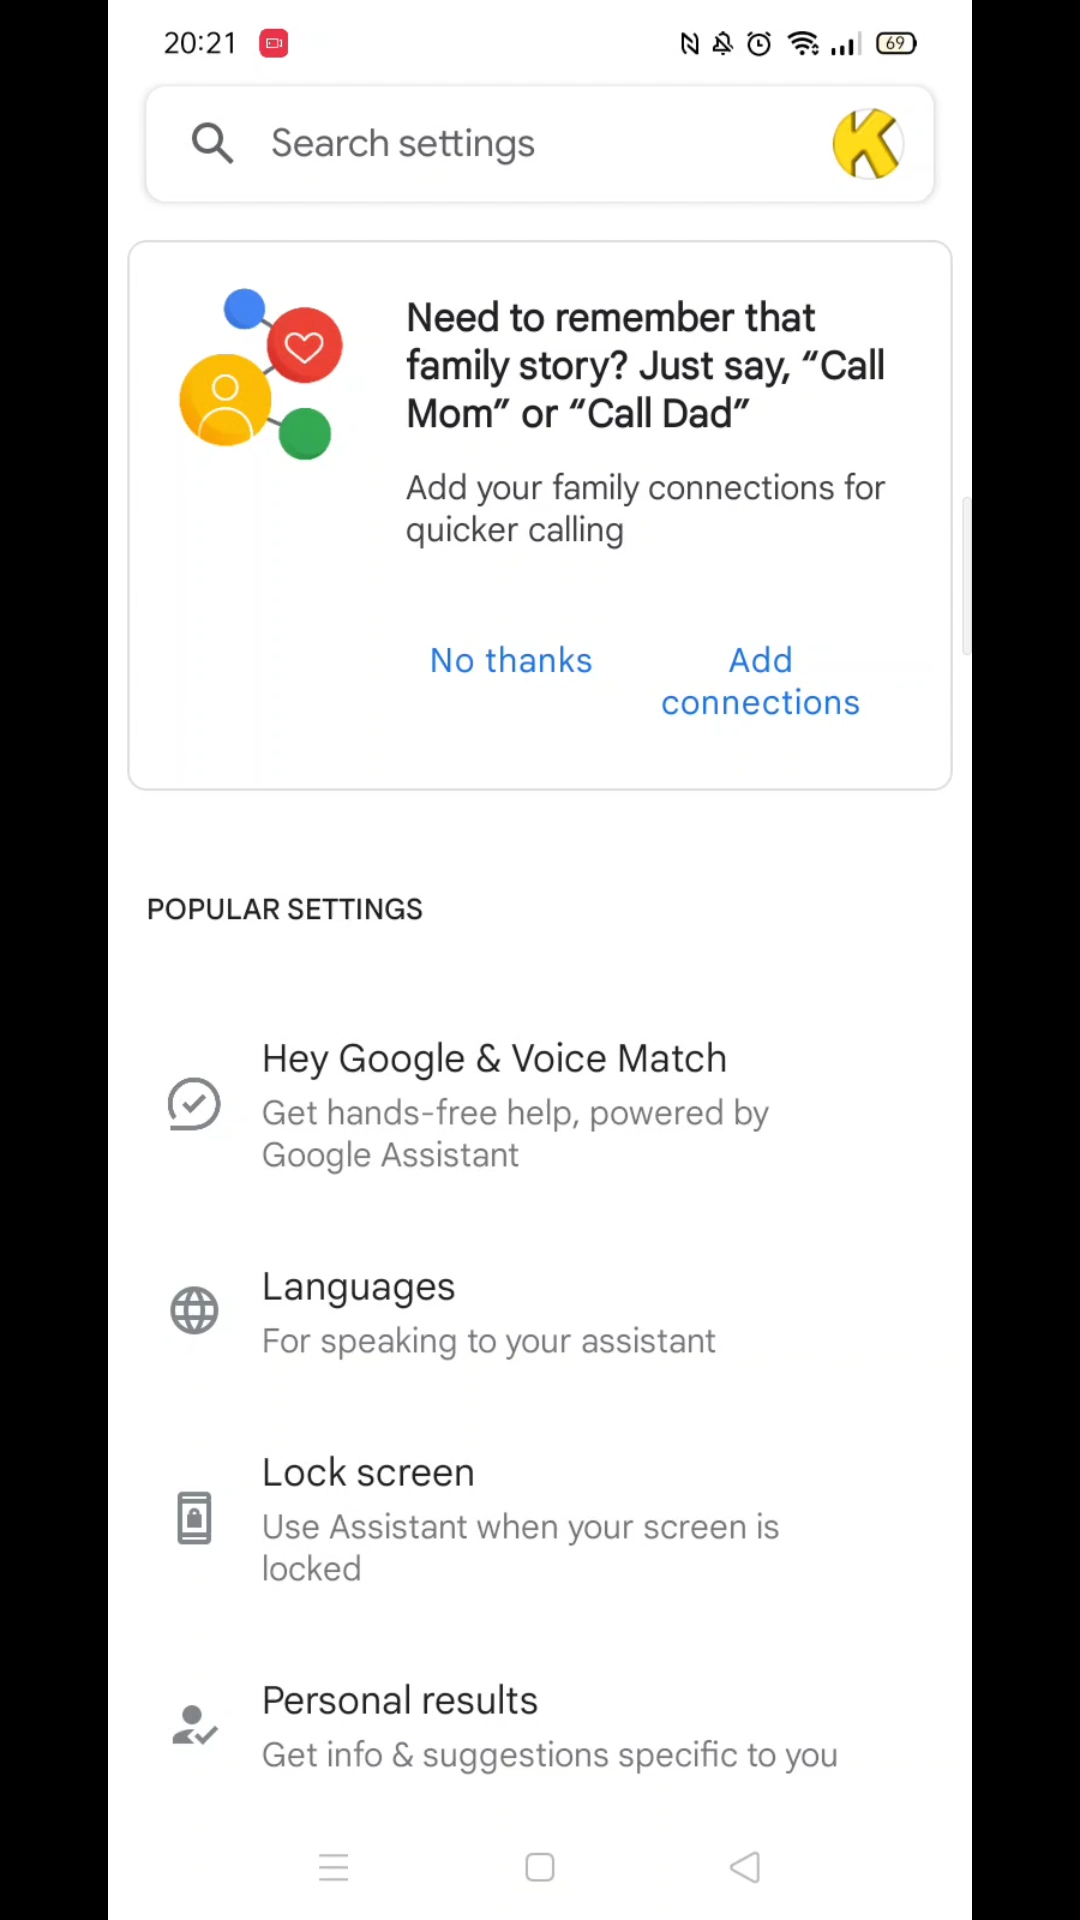 20:21
69
Search settings
K
Need to remember that
family story? Just say, “Call
Mom” or “Call Dad”
Add your family connections for
quicker calling
No thanks
Add
connections
POPULAR SETTINGS
Hey Google & Voice Match
Get hands-free help, powered by
Google Assistant
Languages
For speaking to your assistant
Lock screen
Use Assistant when your screen is
locked
Personal results
Get info & suggestions specific to you